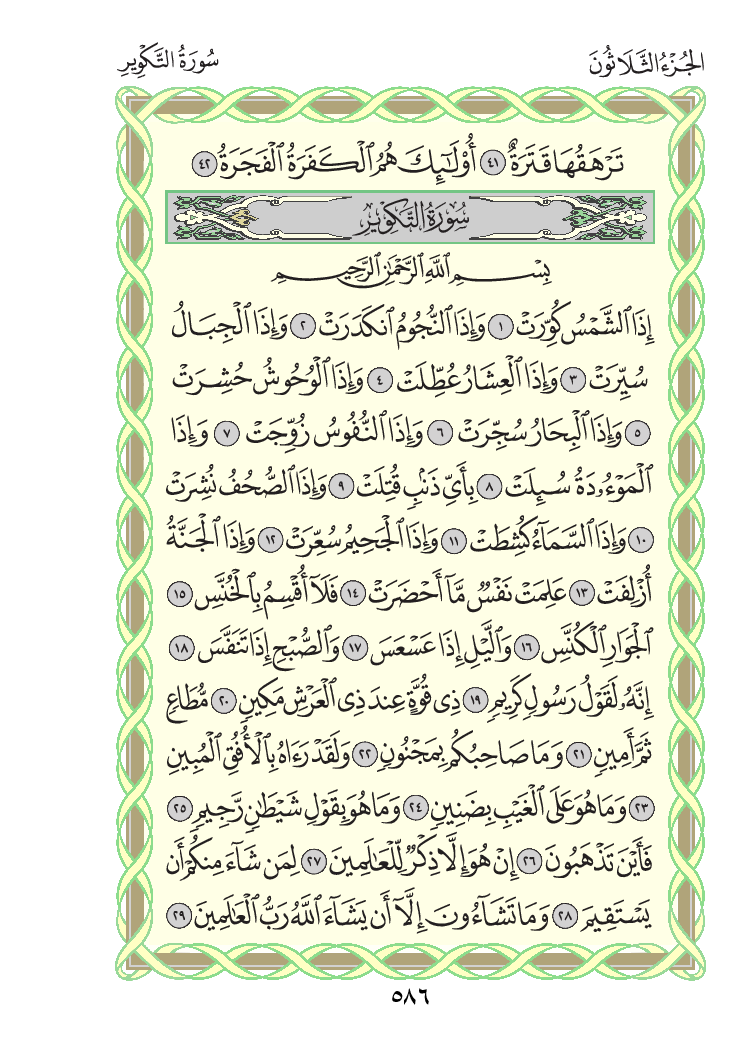 سُورَةُ التَّكْوِيرِ
الجُزْءُ الثَّلَاثُونَ
تَرْهَقُهَا قَتَرَةٌ ٤١ أُوْلَٰٓئِكَ هُمُ ٱلْكَفَرَةُ ٱلْفَجَرَةُ ٤٢
سُورَةُ التَّكْوِيرِ
بِسْمِ ٱللَّهِ ٱلرَّحْمَٰنِ ٱلرَّحِيمِ
إِذَا ٱلشَّمْسُ كُوِّرَتْ ١ وَإِذَا ٱلنُّجُومُ ٱنكَدَرَتْ ٢ وَإِذَا ٱلْجِبَالُ
سُيِّرَتْ ٣ وَإِذَا ٱلْعِشَارُ عُطِّلَتْ ٤ وَإِذَا ٱلْوُحُوشُ حُشِرَتْ
٥ وَإِذَا ٱلْبِحَارُ سُجِّرَتْ ٦ وَإِذَا ٱلنُّفُوسُ زُوِّجَتْ ٧ وَإِذَا
ٱلْمَوْءُۥدَةُ سُئِلَتْ ٨ بِأَىِّ ذَنۢبٍ قُتِلَتْ ٩ وَإِذَا ٱلصُّحُفُ نُشِرَتْ
١٠ وَإِذَا ٱلسَّمَآءُ كُشِطَتْ ١١ وَإِذَا ٱلْجَحِيمُ سُعِّرَتْ ١٢ وَإِذَا ٱلْجَنَّةُ
أُزْلِفَتْ ١٣ عَلِمَتْ نَفْسٌ مَّآ أَحْضَرَتْ ١٤ فَلَآ أُقْسِمُ بِٱلْخُنَّسِ ١٥
ٱلْجَوَارِ ٱلْكُنَّسِ ١٦ وَٱلَّيْلِ إِذَا عَسْعَسَ ١٧ وَٱلصُّبْحِ إِذَا تَنَفَّسَ ١٨
إِنَّهُۥ لَقَوْلُ رَسُولٍ كَرِيمٍ ١٩ ذِى قُوَّةٍ عِندَ ذِى ٱلْعَرْشِ مَكِينٍ ٢٠ مُّطَاعٍ
ثَمَّ أَمِينٍ ٢١ وَمَا صَاحِبُكُم بِمَجْنُونٍ ٢٢ وَلَقَدْ رَءَاهُ بِٱلْأُفُقِ ٱلْمُبِينِ
٢٣ وَمَا هُوَ عَلَى ٱلْغَيْبِ بِضَنِينٍ ٢٤ وَمَا هُوَ بِقَوْلِ شَيْطَٰنٍ رَّجِيمٍ ٢٥
فَأَيْنَ تَذْهَبُونَ ٢٦ إِنْ هُوَ إِلَّا ذِكْرٌ لِّلْعَٰلَمِينَ ٢٧ لِمَن شَآءَ مِنكُمْ أَن
يَسْتَقِيمَ ٢٨ وَمَا تَشَآءُونَ إِلَّآ أَن يَشَآءَ ٱللَّهُ رَبُّ ٱلْعَٰلَمِينَ ٢٩
٥٨٦